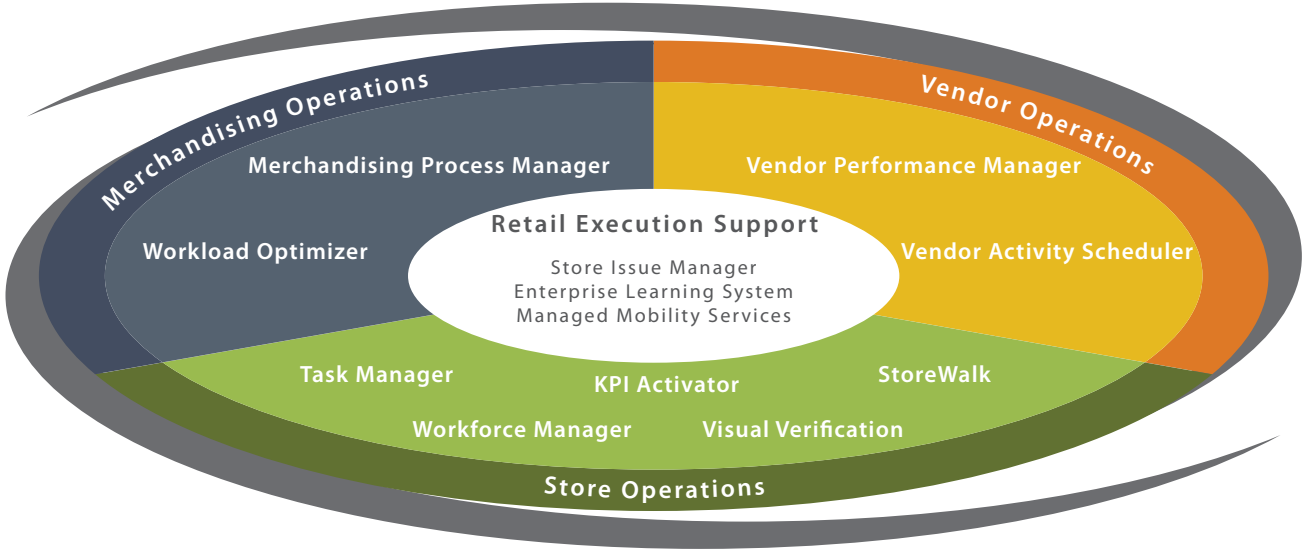 Merchandising Operations
Vendor Operations
Merchandising Process Manager
Vendor Performance Manager
Workload Optimizer
Vendor Activity Scheduler
Retail Execution Support
Store Issue Manager
Enterprise Learning System
Managed Mobility Services
Task Manager
KPI Activator
StoreWalk
Workforce Manager
Visual Verification
Store Operations